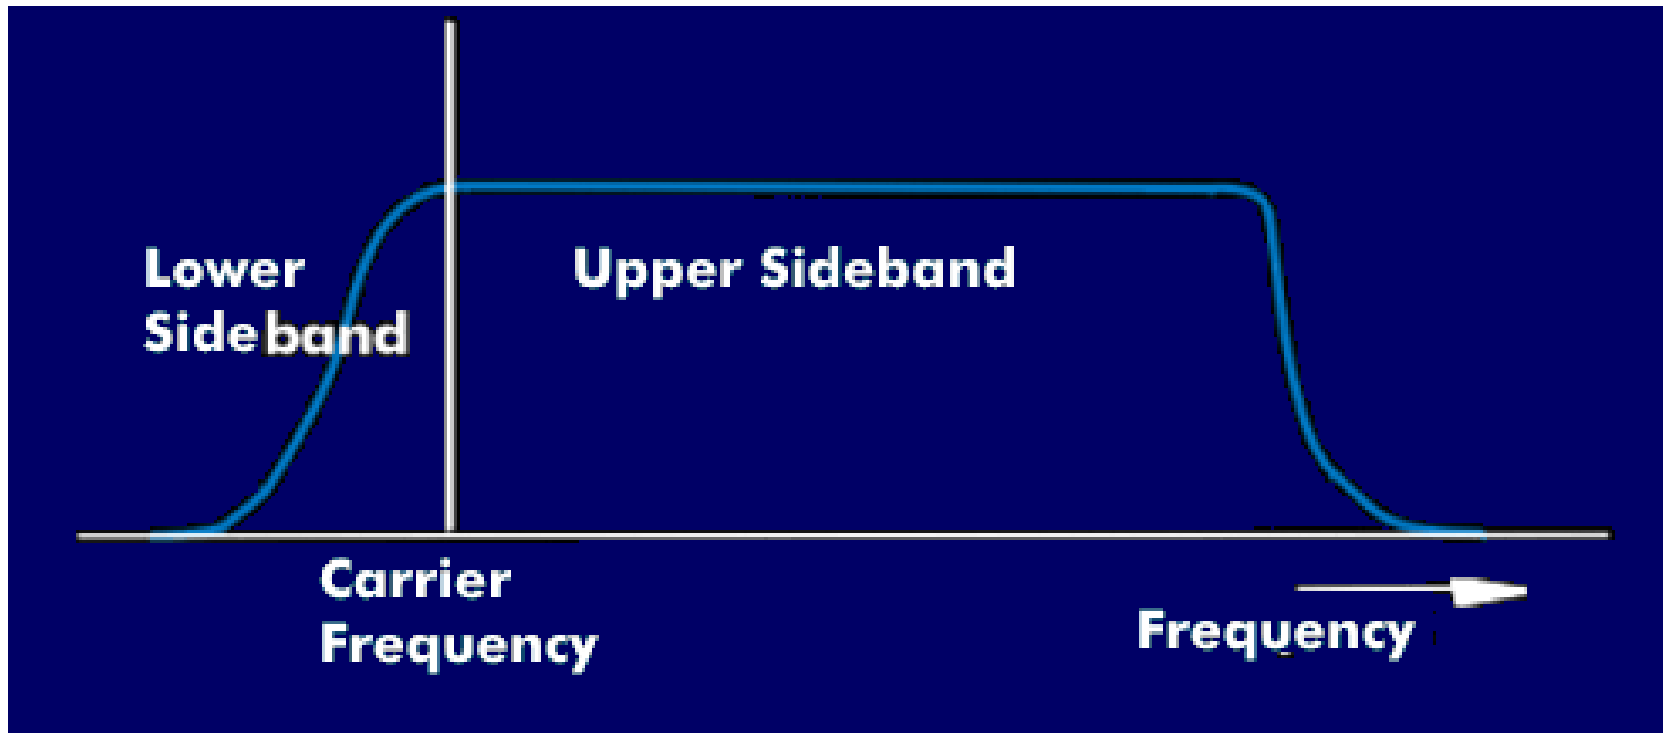 Lower
Sideband
Upper Sideband
Carrier
Frequency
Frequency